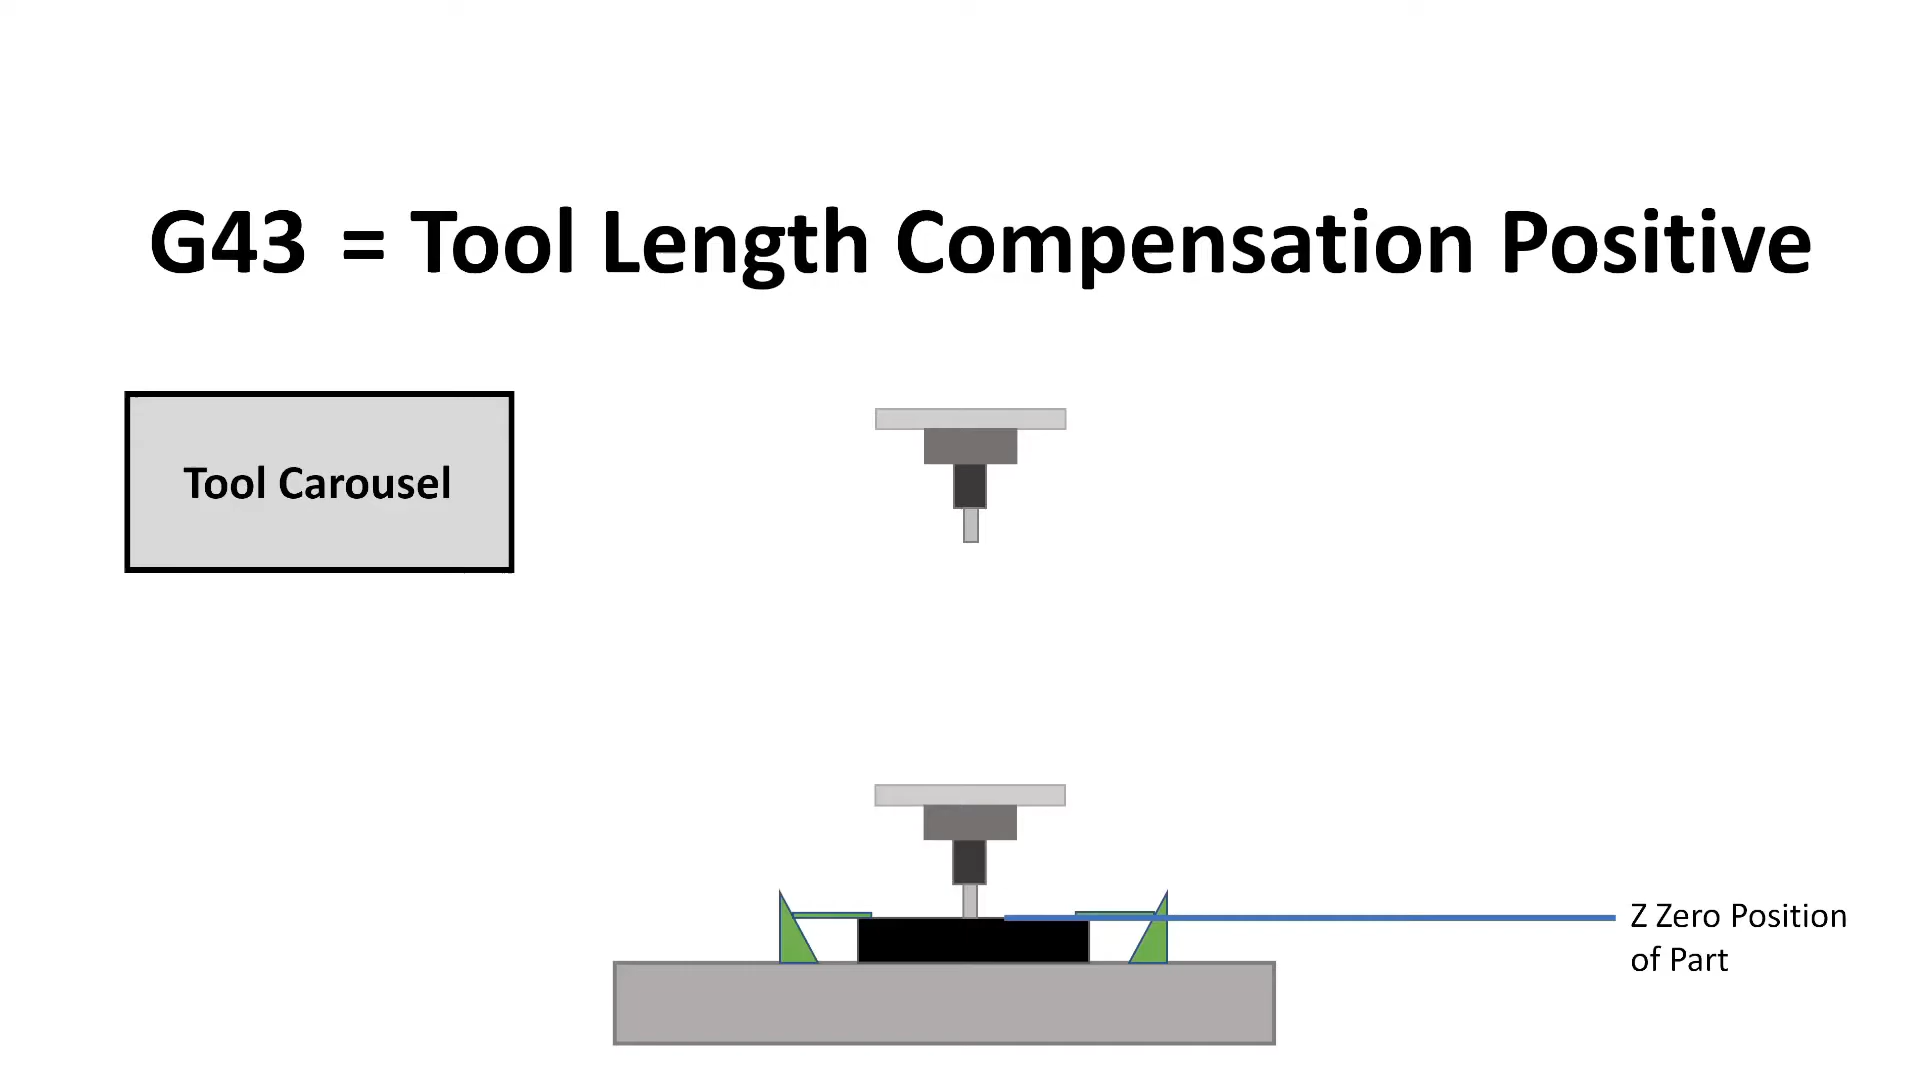 G43 = Tool Length Compensation Positive
Tool Carousel
Z Zero Position
of Part